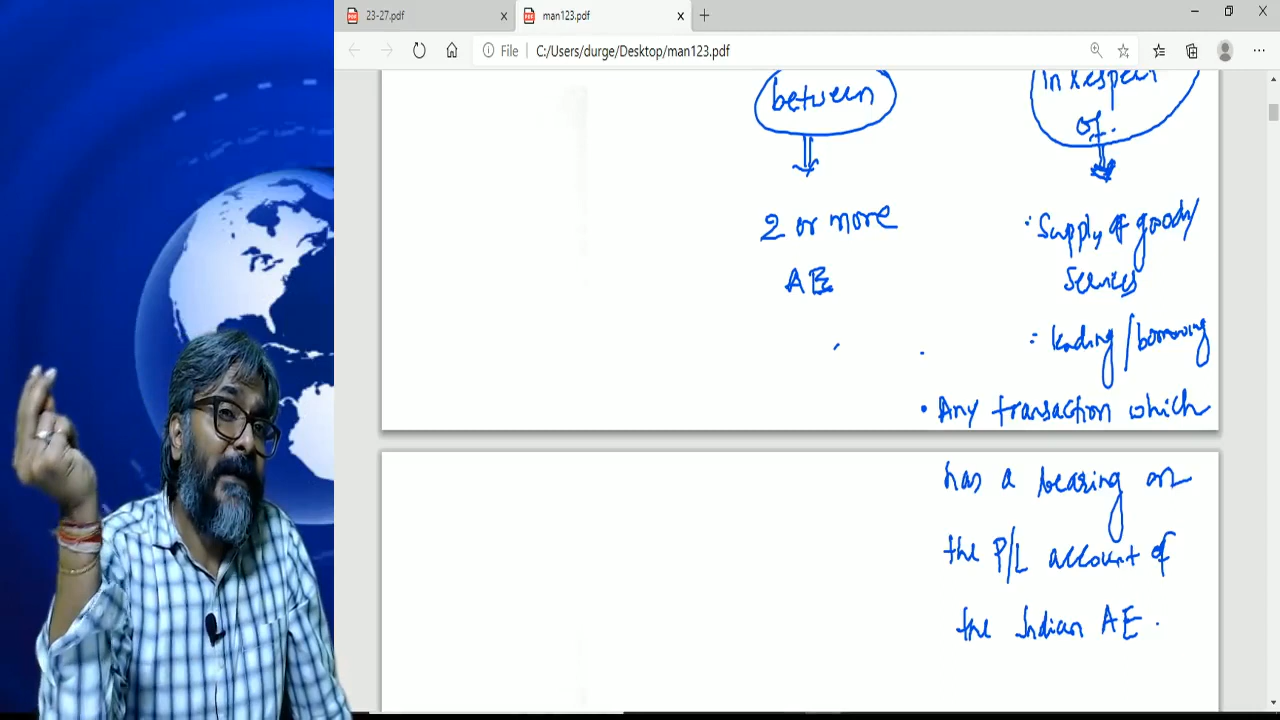 23-27.pdf
man123.pdf
File
C:/Users/durge/Desktop/man123.pdf
between
in respect
of.
2 or more
AE
Supply of goods/
Services
lending/borrowing
• Any transaction which
has a bearing on
the P/L account of
the Indian AE.